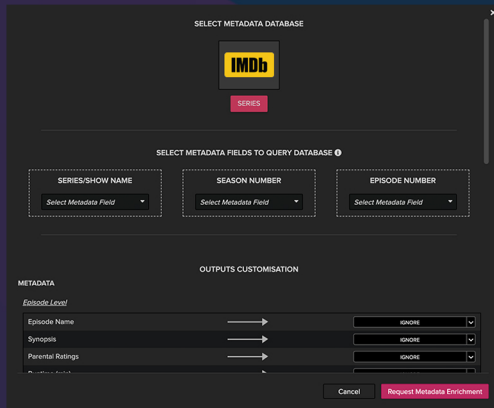 SELECT METADATA DATABASE
IMDb
SERIES
SELECT METADATA FIELDS TO QUERY DATABASE
SERIES/SHOW NAME
SEASON NUMBER
EPISODE NUMBER
Select Metadata Field
Select Metadata Field
Select Metadata Field
OUTPUTS CUSTOMISATION
METADATA
Episode Level
Episode Name IGNORE
Synopsis IGNORE
Parental Ratings IGNORE
Cancel Request Metadata Enrichment